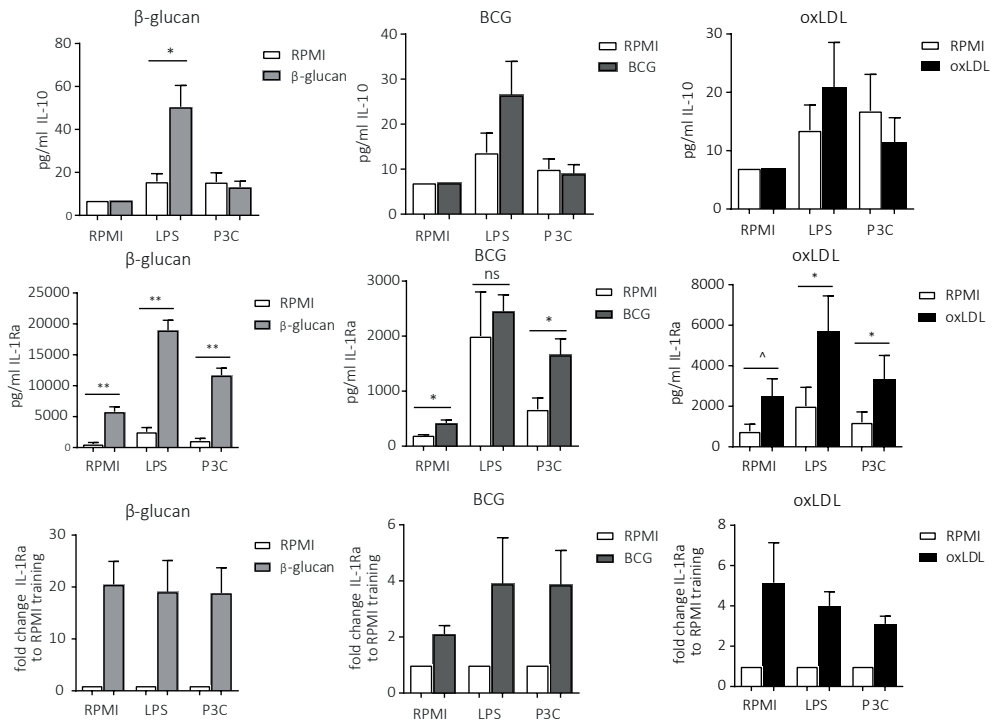 β-glucan
80
60
40
20
0
pg/ml IL-10
*
RPMI
β-glucan
RPMI LPS P3C
BCG
40
30
20
10
0
pg/ml IL-10
RPMI
BCG
RPMI LPS P3C
oxLDL
30
20
10
0
pg/ml IL-10
RPMI
oxLDL
RPMI LPS P3C
β-glucan
25000
20000
15000
10000
5000
0
pg/ml IL-1Ra
**
**
**
RPMI
β-glucan
RPMI LPS P3C
BCG
3000
2000
1000
0
pg/ml IL-1Ra
*
ns
*
RPMI
BCG
RPMI LPS P3C
oxLDL
8000
6000
4000
2000
0
pg/ml IL-1Ra
^
*
*
RPMI
oxLDL
RPMI LPS P3C
β-glucan
30
20
10
0
fold change IL-1Ra
to RPMI training
RPMI
β-glucan
RPMI LPS P3C
BCG
6
4
2
0
fold change IL-1Ra
to RPMI training
RPMI
BCG
RPMI LPS P3C
oxLDL
8
6
4
2
0
fold change IL-1Ra
to RPMI training
RPMI
oxLDL
RPMI LPS P3C